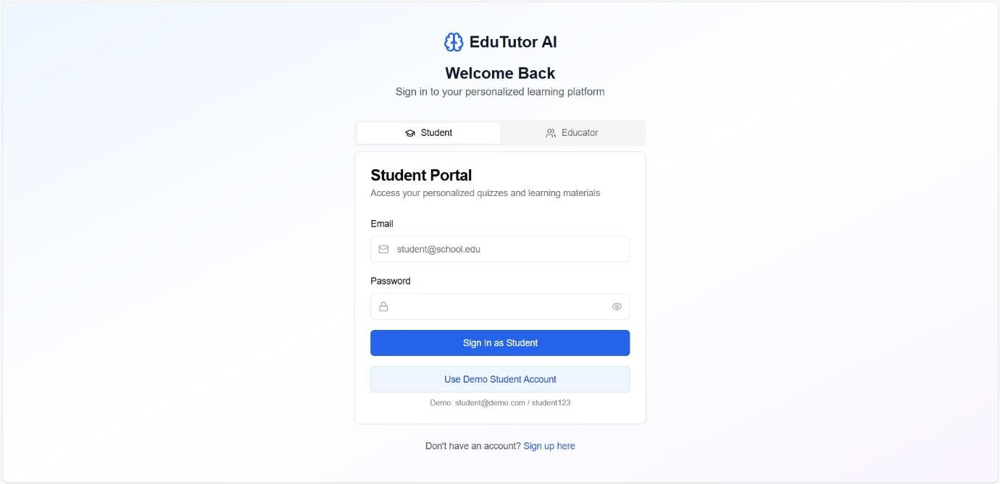 EduTutor AI
Welcome Back
Sign in to your personalized learning platform
Student
Educator
Student Portal
Access your personalized quizzes and learning materials
Email
student@school.edu
Password
Sign In as Student
Use Demo Student Account
Demo: student@demo.com / student123
Don't have an account? Sign up here